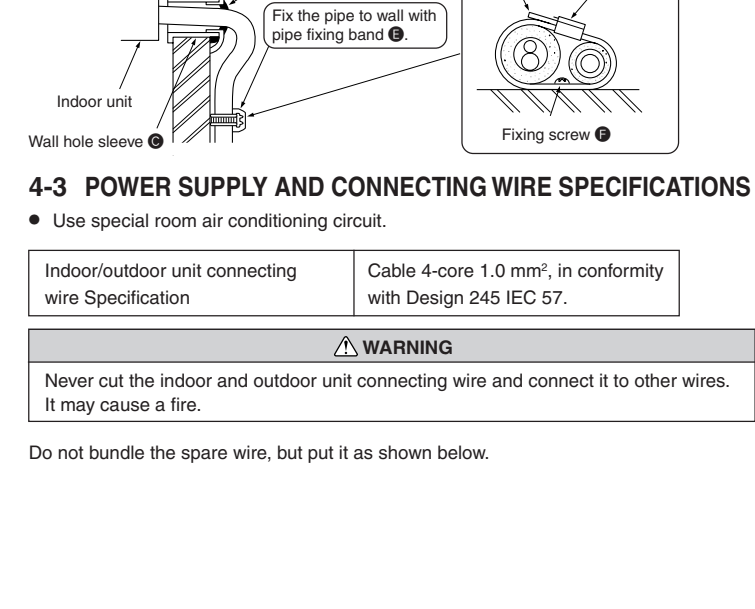 Fix the pipe to wall with
pipe fixing band E.
Indoor unit
Wall hole sleeve C
Fixing screw F
4-3 POWER SUPPLY AND CONNECTING WIRE SPECIFICATIONS
● Use special room air conditioning circuit.
Indoor/outdoor unit connecting
wire Specification
Cable 4-core 1.0 mm², in conformity
with Design 245 IEC 57.
⚠ WARNING
Never cut the indoor and outdoor unit connecting wire and connect it to other wires.
It may cause a fire.
Do not bundle the spare wire, but put it as shown below.